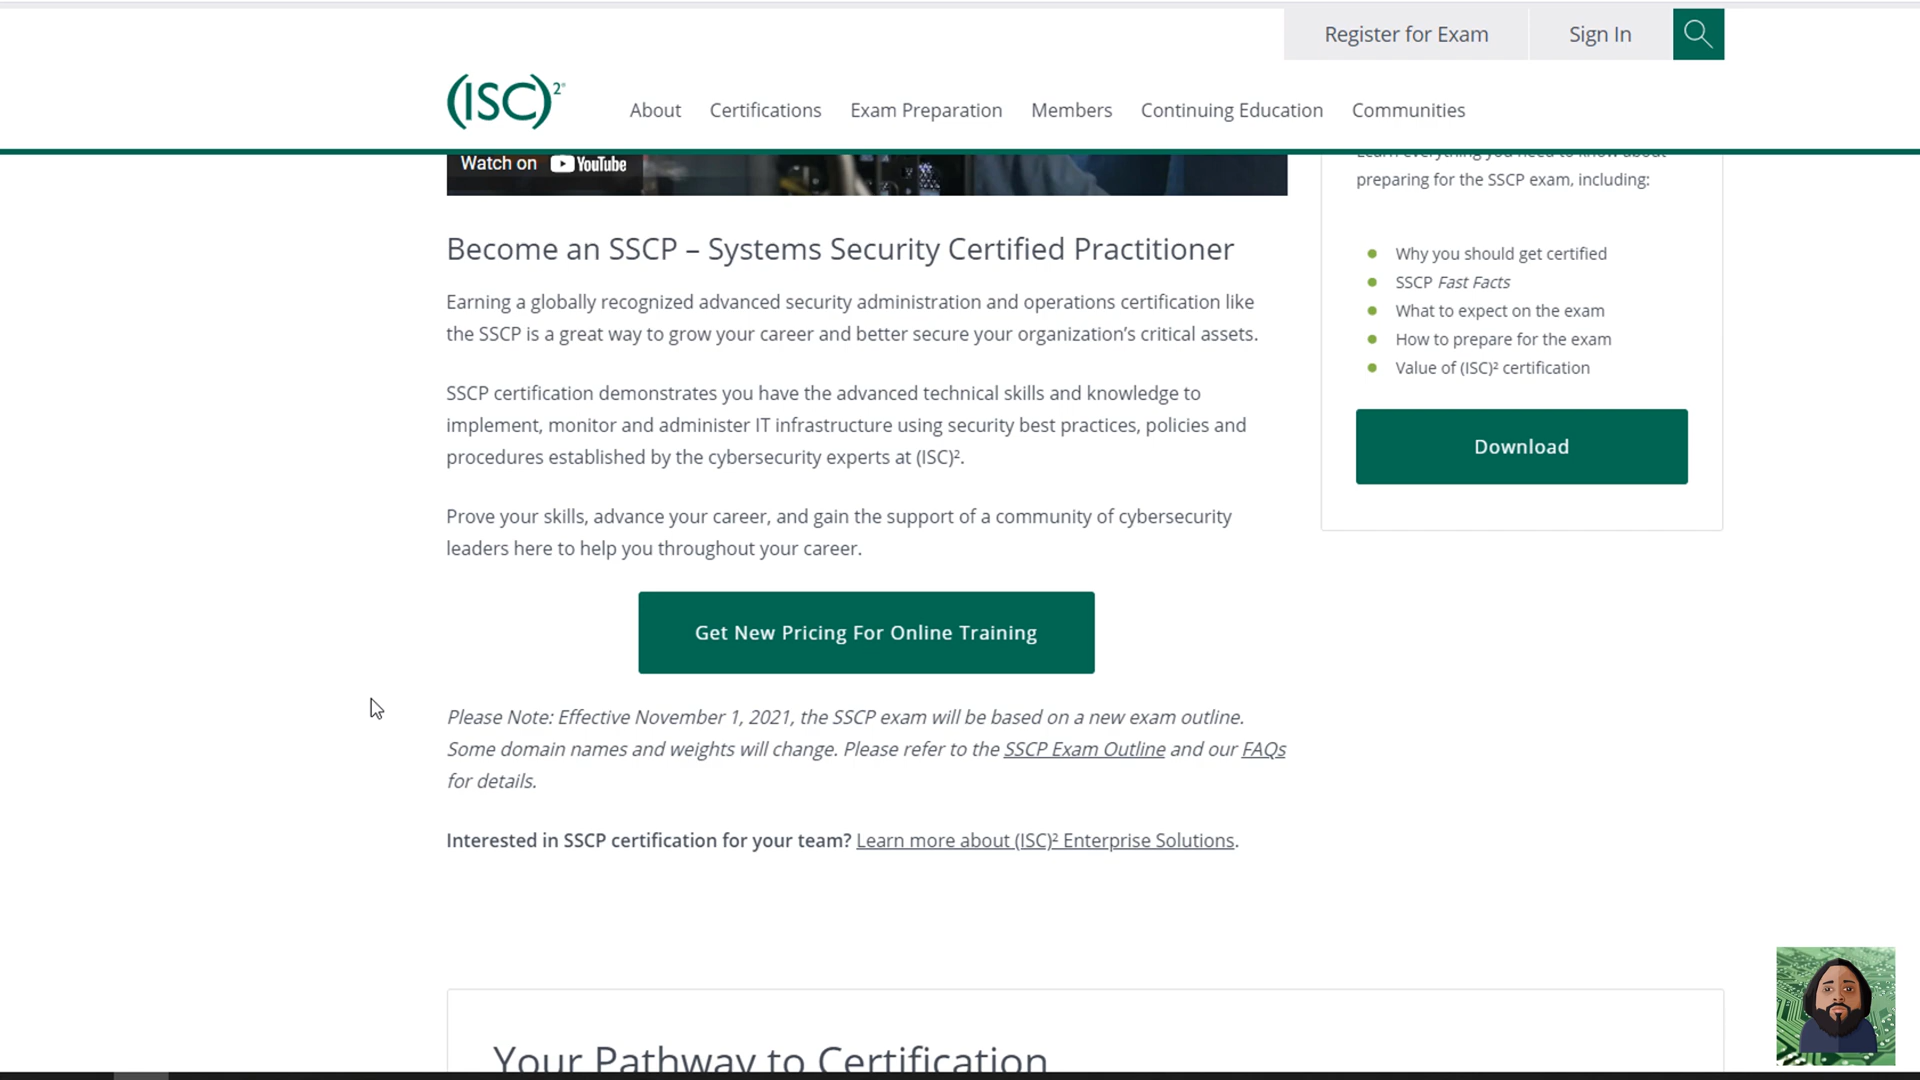 Register for Exam
Sign In
(ISC)²®
About
Certifications
Exam Preparation
Members
Continuing Education
Communities
Watch on YouTube
Learn everything you need to know about
preparing for the SSCP exam, including:
Why you should get certified
SSCP Fast Facts
What to expect on the exam
How to prepare for the exam
Value of (ISC)² certification
Download
Become an SSCP – Systems Security Certified Practitioner
Earning a globally recognized advanced security administration and operations certification like
the SSCP is a great way to grow your career and better secure your organization’s critical assets.
SSCP certification demonstrates you have the advanced technical skills and knowledge to
implement, monitor and administer IT infrastructure using security best practices, policies and
procedures established by the cybersecurity experts at (ISC)².
Prove your skills, advance your career, and gain the support of a community of cybersecurity
leaders here to help you throughout your career.
Get New Pricing For Online Training
Please Note: Effective November 1, 2021, the SSCP exam will be based on a new exam outline.
Some domain names and weights will change. Please refer to the SSCP Exam Outline and our FAQs
for details.
Interested in SSCP certification for your team? Learn more about (ISC)² Enterprise Solutions.
Your Pathway to Certification